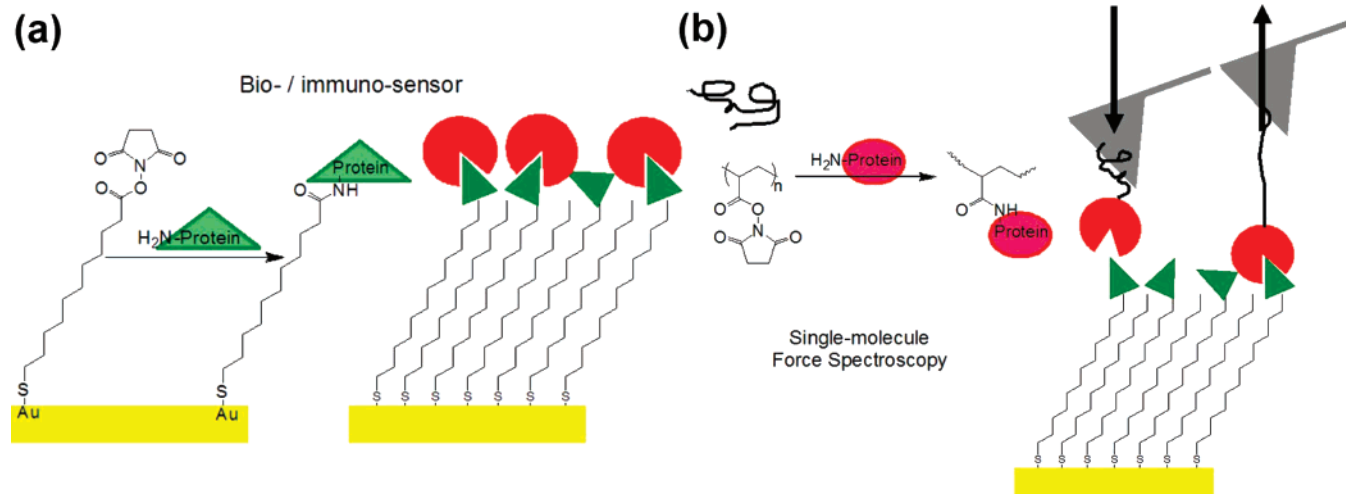 (a)
Bio- / immuno-sensor
O
N
O
O
O
H₂N-Protein
S
Au
Protein
O
NH
S
Au
S S S S S S S
(b)
( )n
O
O
N
O
O
H₂N-Protein
O
NH
Protein
Single-molecule
Force Spectroscopy
S S S S S S S